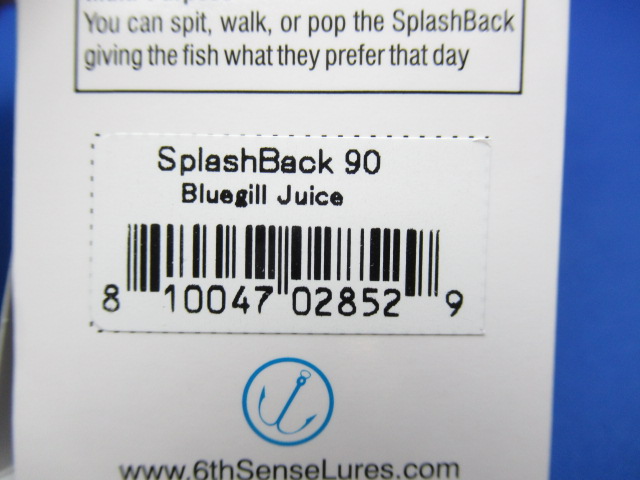 You can spit, walk, or pop the SplashBack
giving the fish what they prefer that day
SplashBack 90
Bluegill Juice
8 10047 02852 9
www.6thSenseLures.com